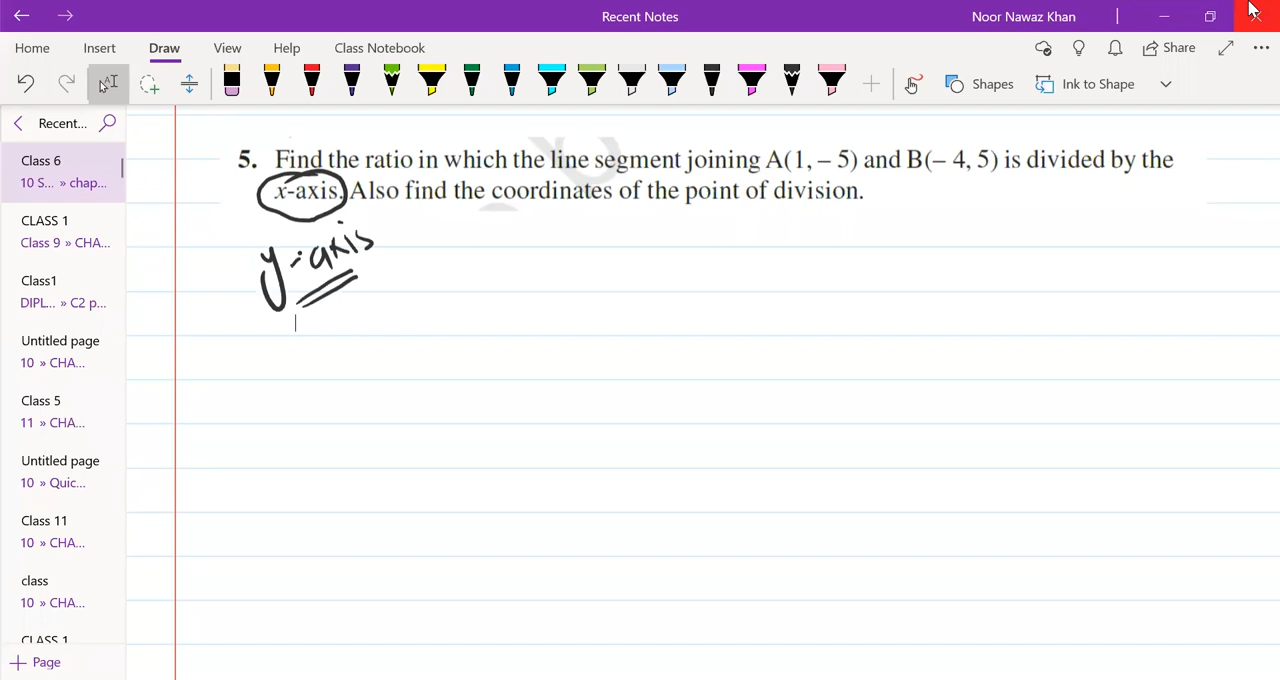 Recent Notes
Noor Nawaz Khan
Home Insert Draw View Help Class Notebook
Share
Shapes
Ink to Shape
Recent...
Class 6
10 S... » chap...
CLASS 1
Class 9 » CHA...
Class1
DIPL... » C2 p...
Untitled page
10 » CHA...
Class 5
11 » CHA...
Untitled page
10 » Quic...
Class 11
10 » CHA...
class
10 » CHA...
CLASS 1
+ Page
5. Find the ratio in which the line segment joining A(1, – 5) and B(– 4, 5) is divided by the
x-axis. Also find the coordinates of the point of division.
y-axis